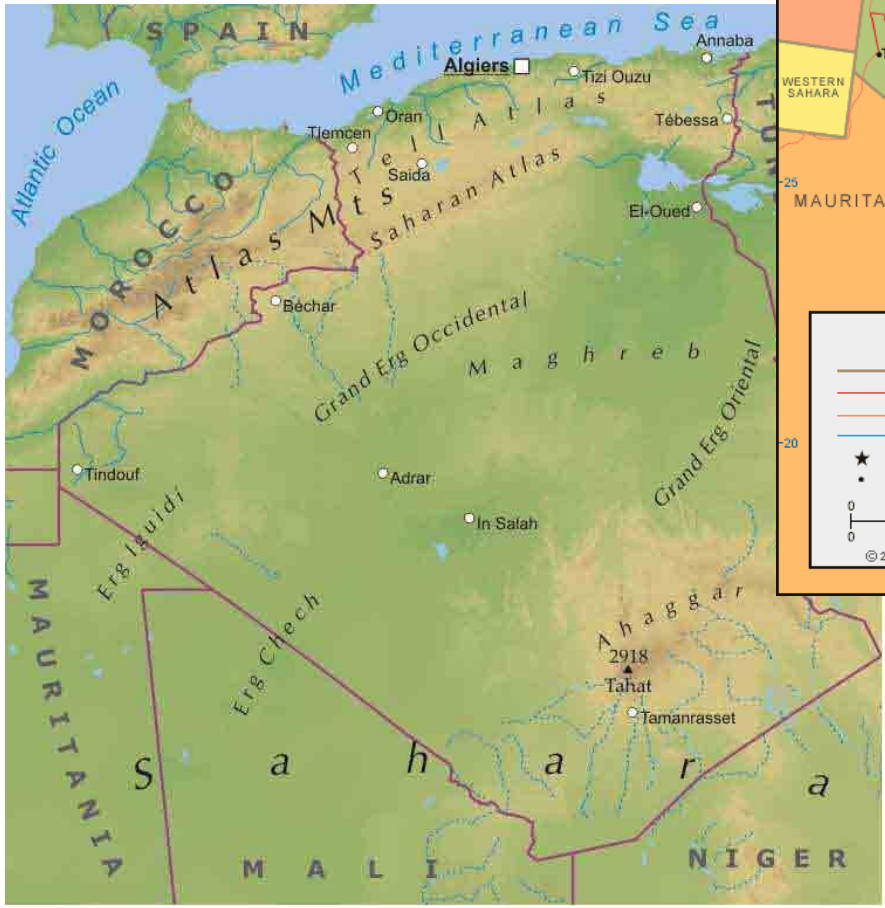 SPAIN
Mediterranean Sea
Atlantic Ocean
Algiers
Annaba
Tizi Ouzu
Oran
Tlemcen
Tell Atlas
Tébessa
Saida
Saharan Atlas
El-Oued
MOROCCO
Atlas Mts
Béchar
Grand Erg Occidental
Maghreb
Grand Erg Oriental
Tindouf
Adrar
In Salah
Erg Iguidi
Erg Chech
Ahaggar
2918
Tahat
Tamanrasset
Sahara
MAURITANIA
MALI
NIGER
WESTERN
SAHARA
25
20
0
0